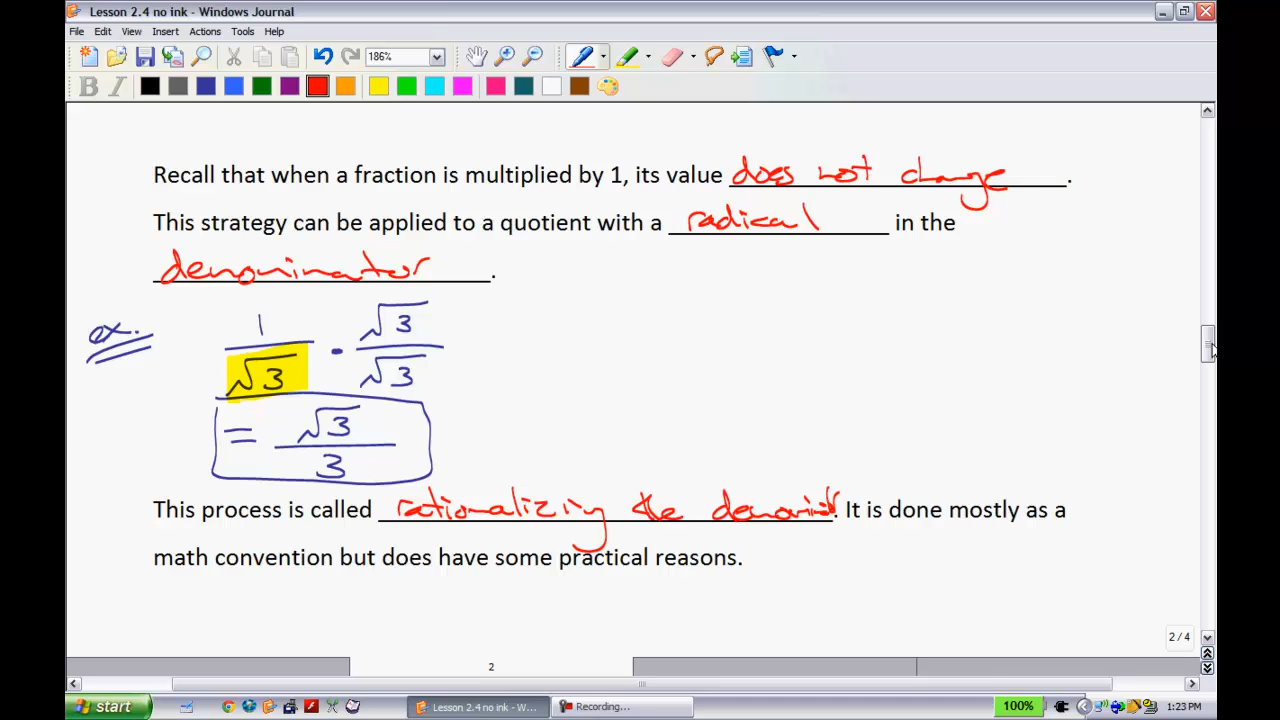 Lesson 2.4 no ink - Windows Journal
File Edit View Insert Actions Tools Help
186%
B I
Recall that when a fraction is multiplied by 1, its value does not change.
This strategy can be applied to a quotient with a radical in the
denominator.
ex. 1/√3 · √3/√3
= √3/3
This process is called rationalizing the denominator. It is done mostly as a
math convention but does have some practical reasons.
2/4
2
start Lesson 2.4 no ink - W... Recording... 100% 1:23 PM